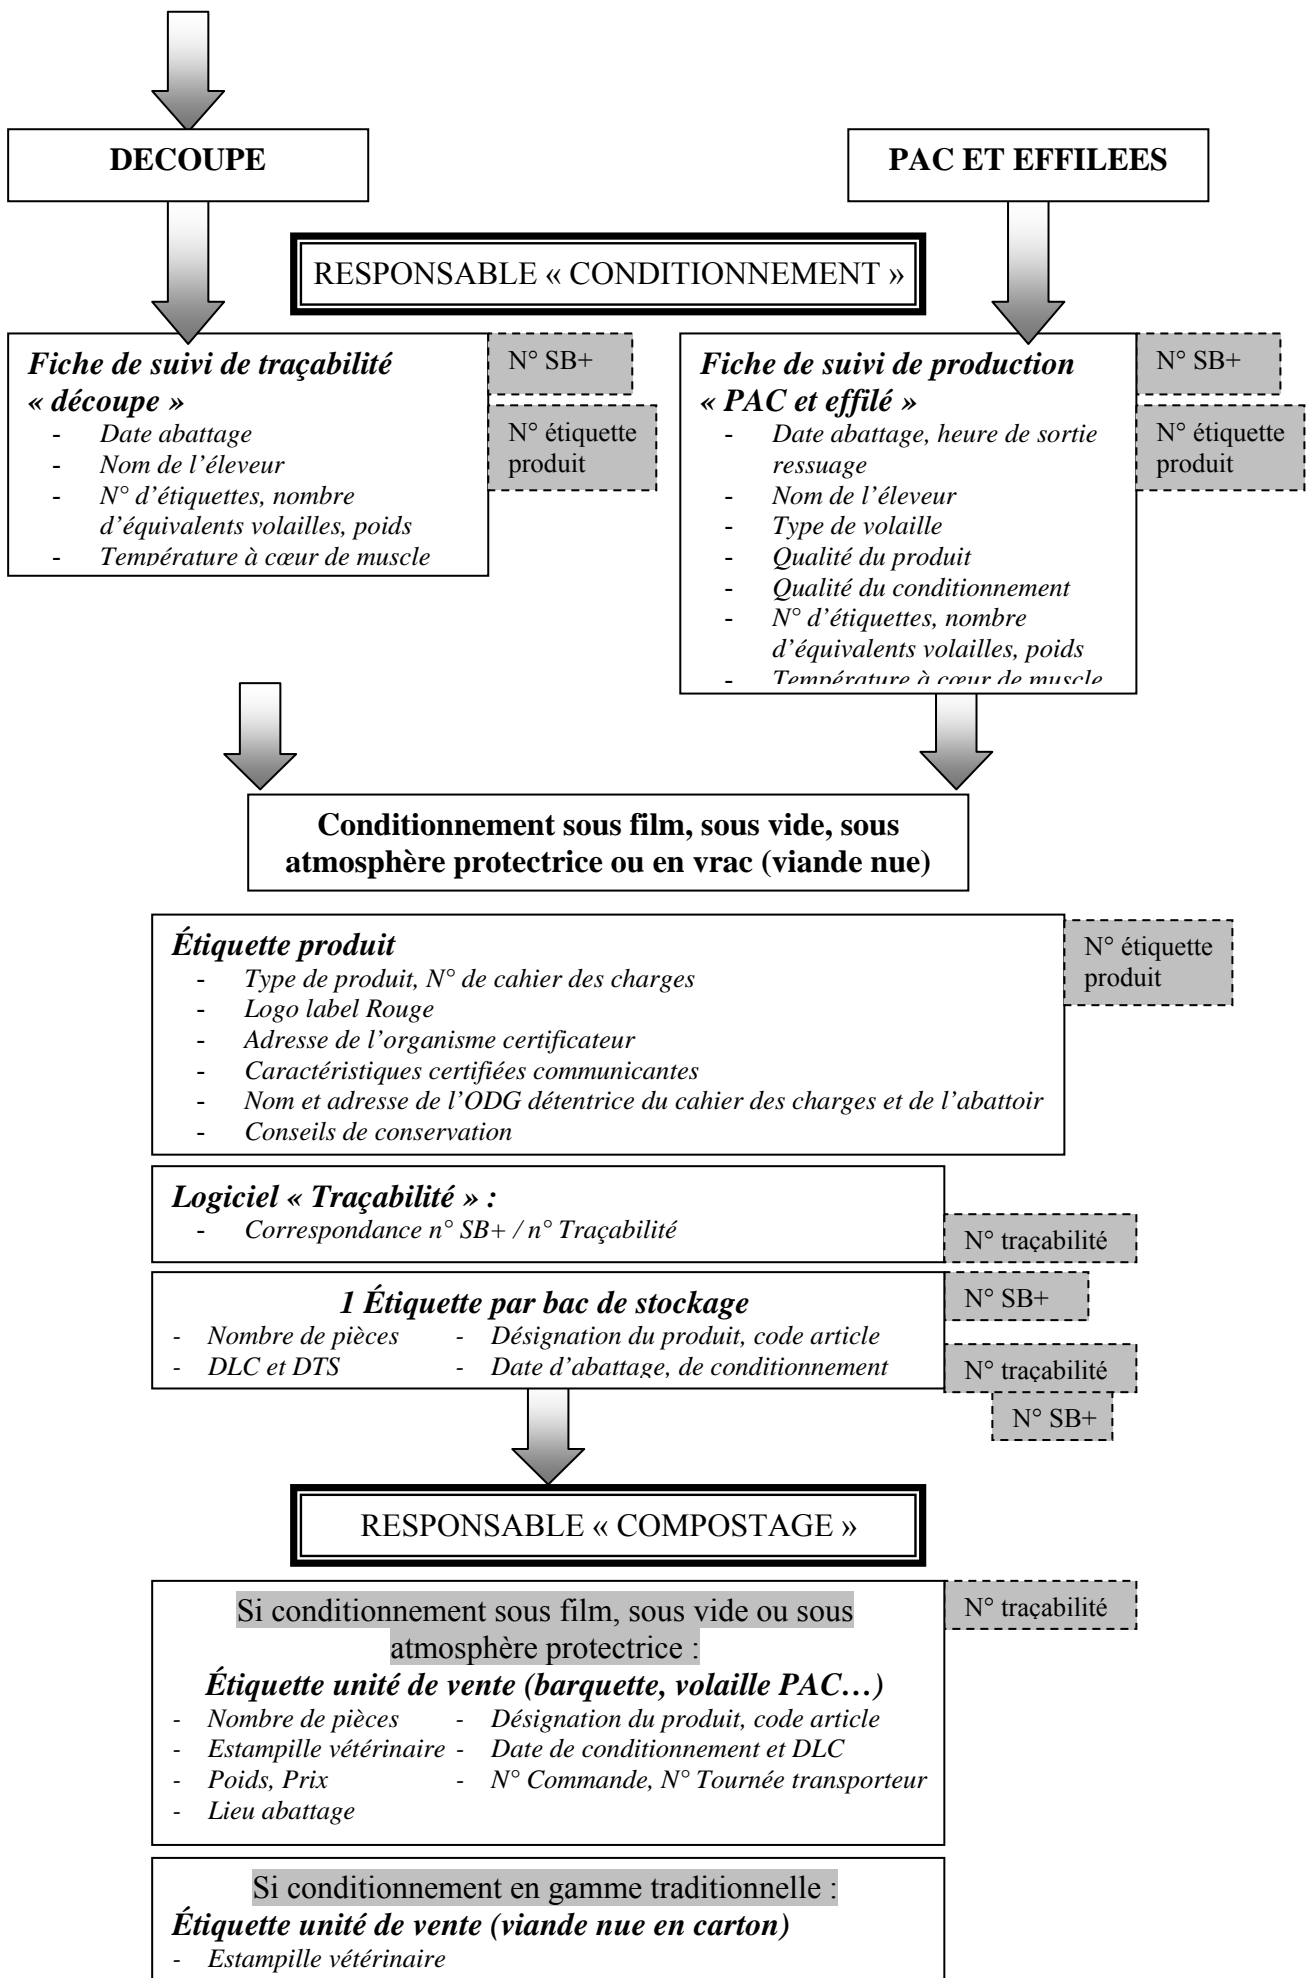 DECOUPE
PAC ET EFFILEES
RESPONSABLE « CONDITIONNEMENT »
Fiche de suivi de traçabilité
« découpe »
- Date abattage
- Nom de l’éleveur
- N° d’étiquettes, nombre
d’équivalents volailles, poids
- Température à cœur de muscle
N° SB+
N° étiquette
produit
Fiche de suivi de production
« PAC et effilé »
- Date abattage, heure de sortie
ressuage
- Nom de l’éleveur
- Type de volaille
- Qualité du produit
- Qualité du conditionnement
- N° d’étiquettes, nombre
d’équivalents volailles, poids
- Température à cœur de muscle
N° SB+
N° étiquette
produit
Conditionnement sous film, sous vide, sous
atmosphère protectrice ou en vrac (viande nue)
Étiquette produit
- Type de produit, N° de cahier des charges
- Logo label Rouge
- Adresse de l’organisme certificateur
- Caractéristiques certifiées communicantes
- Nom et adresse de l’ODG détentrice du cahier des charges et de l’abattoir
- Conseils de conservation
N° étiquette
produit
Logiciel « Traçabilité » :
- Correspondance n° SB+ / n° Traçabilité
N° traçabilité
1 Étiquette par bac de stockage
- Nombre de pièces - Désignation du produit, code article
- DLC et DTS - Date d’abattage, de conditionnement
N° SB+
N° traçabilité
N° SB+
RESPONSABLE « COMPOSTAGE »
Si conditionnement sous film, sous vide ou sous
atmosphère protectrice :
Étiquette unité de vente (barquette, volaille PAC…)
- Nombre de pièces - Désignation du produit, code article
- Estampille vétérinaire - Date de conditionnement et DLC
- Poids, Prix - N° Commande, N° Tournée transporteur
- Lieu abattage
N° traçabilité
Si conditionnement en gamme traditionnelle :
Étiquette unité de vente (viande nue en carton)
- Estampille vétérinaire